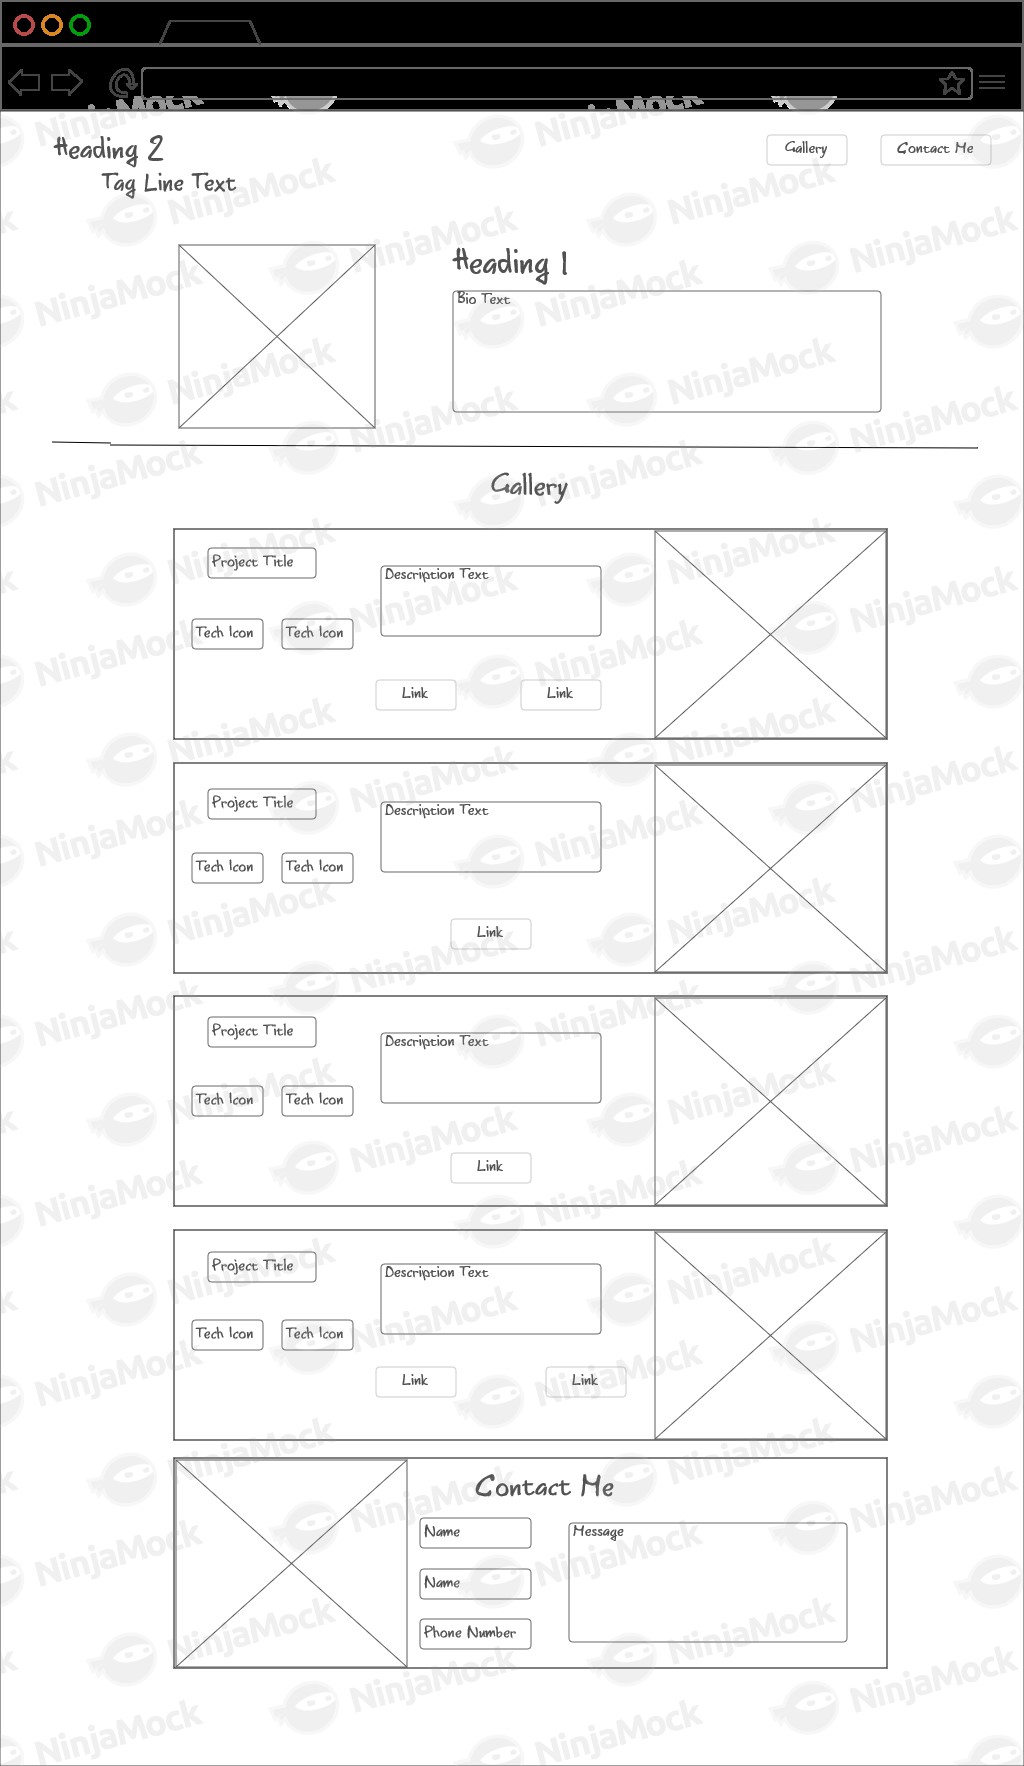 Heading 2
Tag Line Text
Gallery
Contact Me
Heading 1
Bio Text
Gallery
Project Title
Description Text
Tech Icon
Tech Icon
Link
Link
Project Title
Description Text
Tech Icon
Tech Icon
Link
Project Title
Description Text
Tech Icon
Tech Icon
Link
Project Title
Description Text
Tech Icon
Tech Icon
Link
Link
Contact Me
Name
Message
Name
Phone Number
NinjaMock